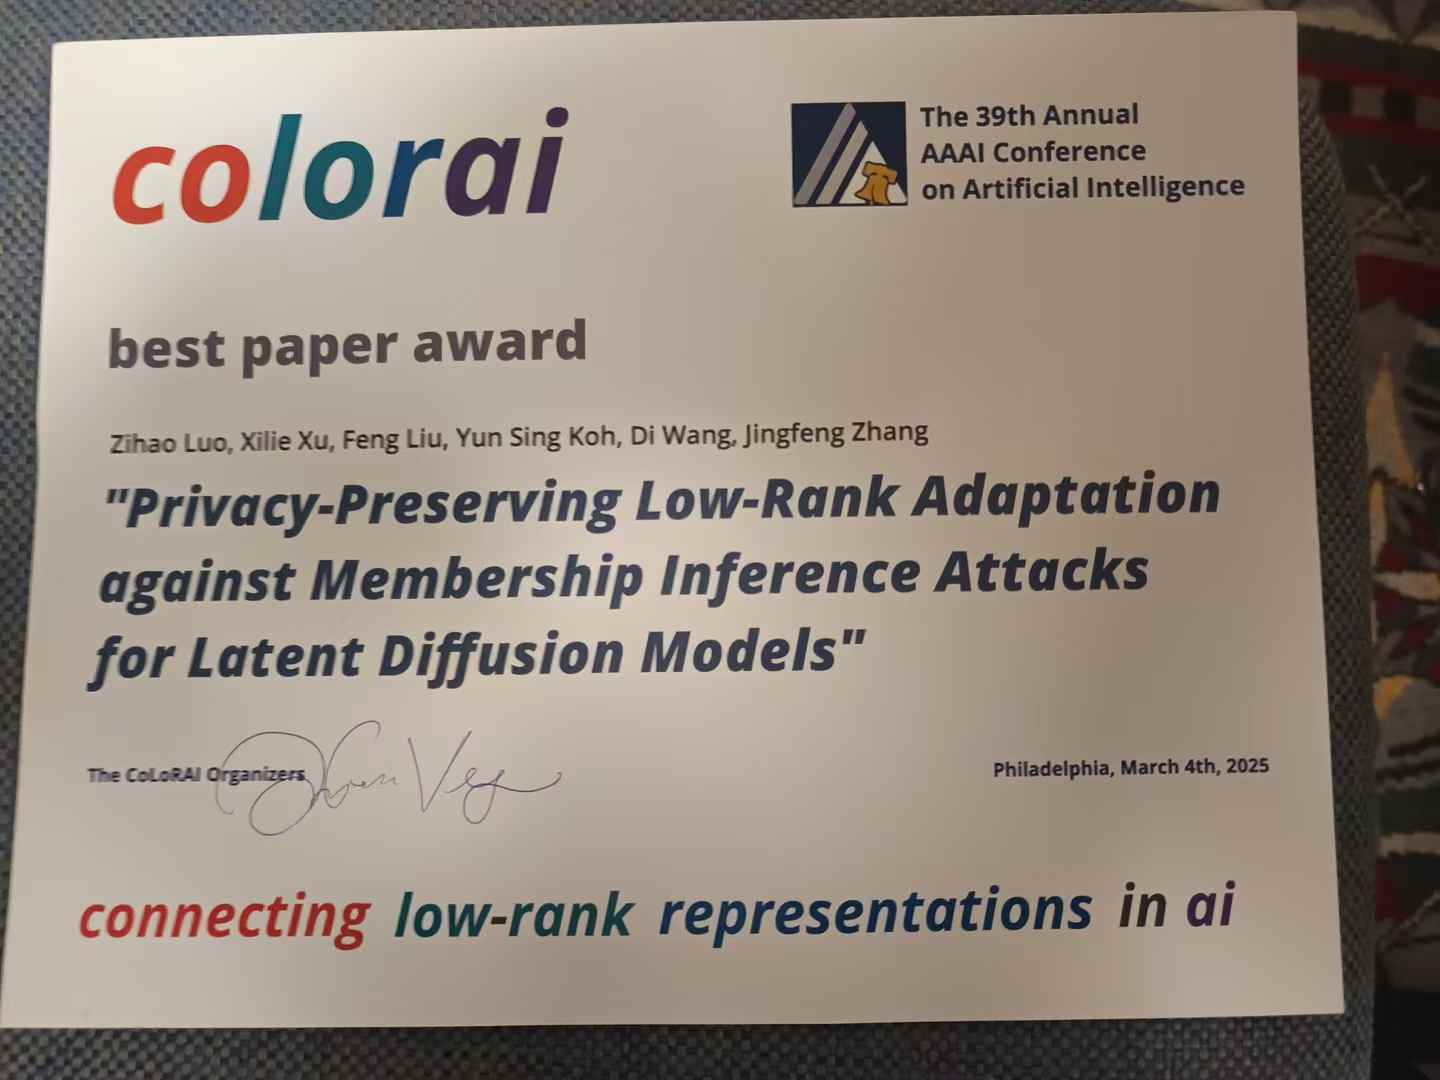 colorai
The 39th Annual
AAAI Conference
on Artificial Intelligence
best paper award
Zihao Luo, Xilie Xu, Feng Liu, Yun Sing Koh, Di Wang, Jingfeng Zhang
"Privacy-Preserving Low-Rank Adaptation
against Membership Inference Attacks
for Latent Diffusion Models"
The CoLoRAI Organizers
Philadelphia, March 4th, 2025
connecting low-rank representations in ai